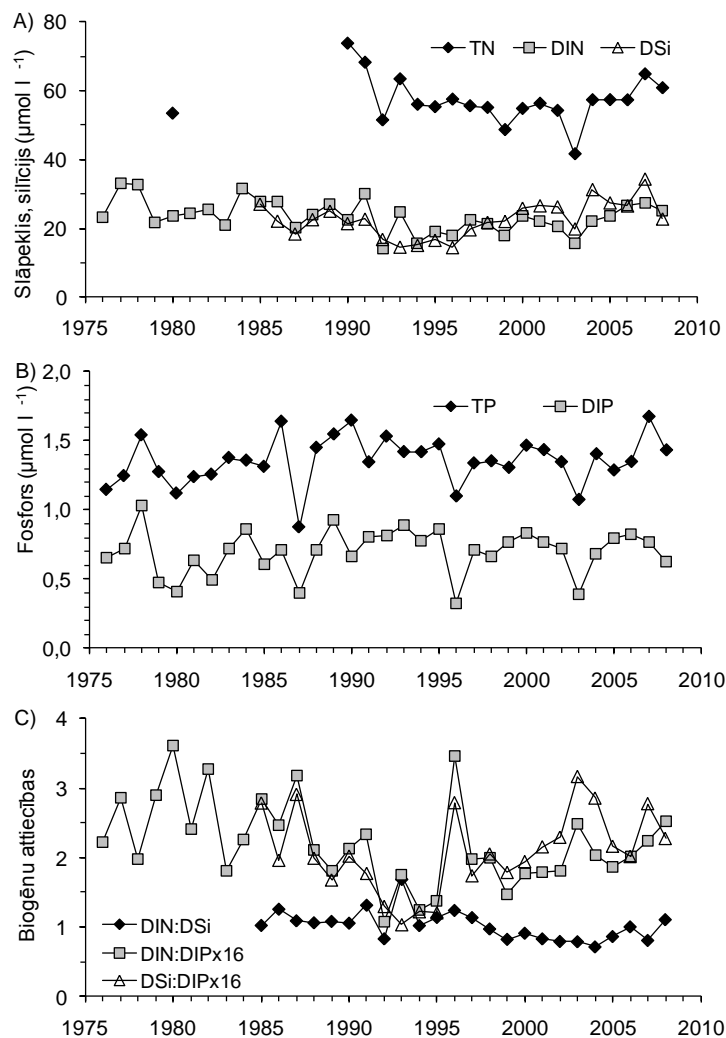 A)
Slāpeklis, silīcijs (µmol l ⁻¹)
80
60
40
20
0
TN DIN DSi
1975 1980 1985 1990 1995 2000 2005 2010
B)
Fosfors (µmol l ⁻¹)
2,0
1,5
1,0
0,5
0,0
TP DIP
1975 1980 1985 1990 1995 2000 2005 2010
C)
Biogēnu attiecības
4
3
2
1
0
DIN:DSi
DIN:DIPx16
DSi:DIPx16
1975 1980 1985 1990 1995 2000 2005 2010